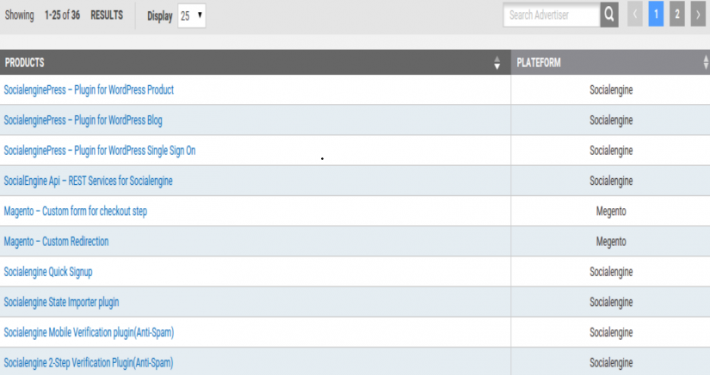 Showing 1-25 of 36 RESULTS Display 25 Search Advertiser 1 2
PRODUCTS PLATEFORM
SocialenginePress – Plugin for WordPress Product Socialengine
SocialenginePress – Plugin for WordPress Blog Socialengine
SocialenginePress – Plugin for WordPress Single Sign On Socialengine
SocialEngine Api – REST Services for Socialengine Socialengine
Magento – Custom form for checkout step Megento
Magento – Custom Redirection Megento
Socialengine Quick Signup Socialengine
Socialengine State Importer plugin Socialengine
Socialengine Mobile Verification plugin(Anti-Spam) Socialengine
Socialengine 2-Step Verification Plugin(Anti-Spam) Socialengine